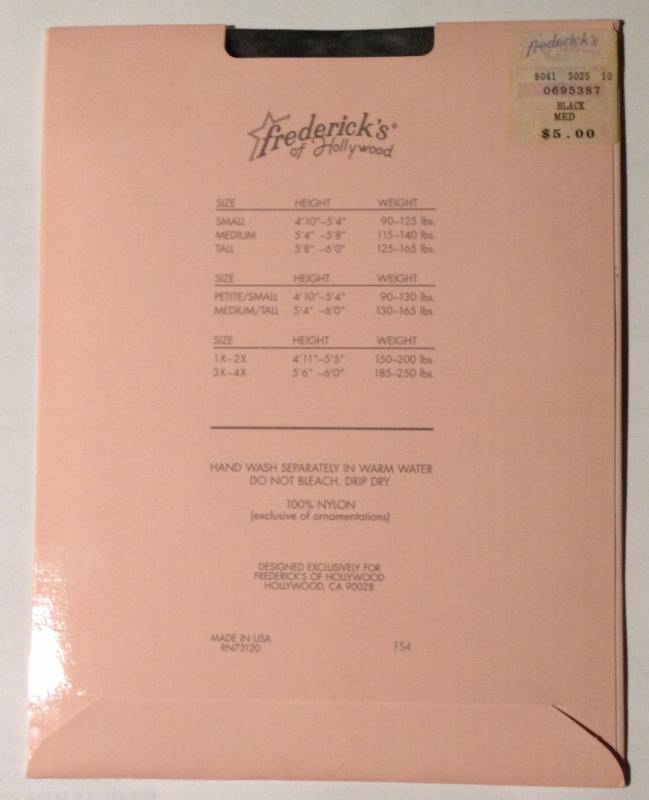 frederick's
8041 5025 10
0695387
BLACK
MED
$5.00
frederick's®
of Hollywood
SIZE HEIGHT WEIGHT
SMALL 4'10"–5'4" 90–125 lbs.
MEDIUM 5'4" –5'8" 115–140 lbs.
TALL 5'8" –6'0" 125–165 lbs.
SIZE HEIGHT WEIGHT
PETITE/SMALL 4'10"–5'4" 90–130 lbs.
MEDIUM/TALL 5'4" –6'0" 130–165 lbs.
SIZE HEIGHT WEIGHT
1X–2X 4'11"–5'5" 150–200 lbs.
3X–4X 5'6" –6'0" 185–250 lbs.
HAND WASH SEPARATELY IN WARM WATER
DO NOT BLEACH. DRIP DRY.
100% NYLON
(exclusive of ornamentations)
DESIGNED EXCLUSIVELY FOR
FREDERICK'S OF HOLLYWOOD
HOLLYWOOD, CA 90028
MADE IN USA
RN73120 FS4